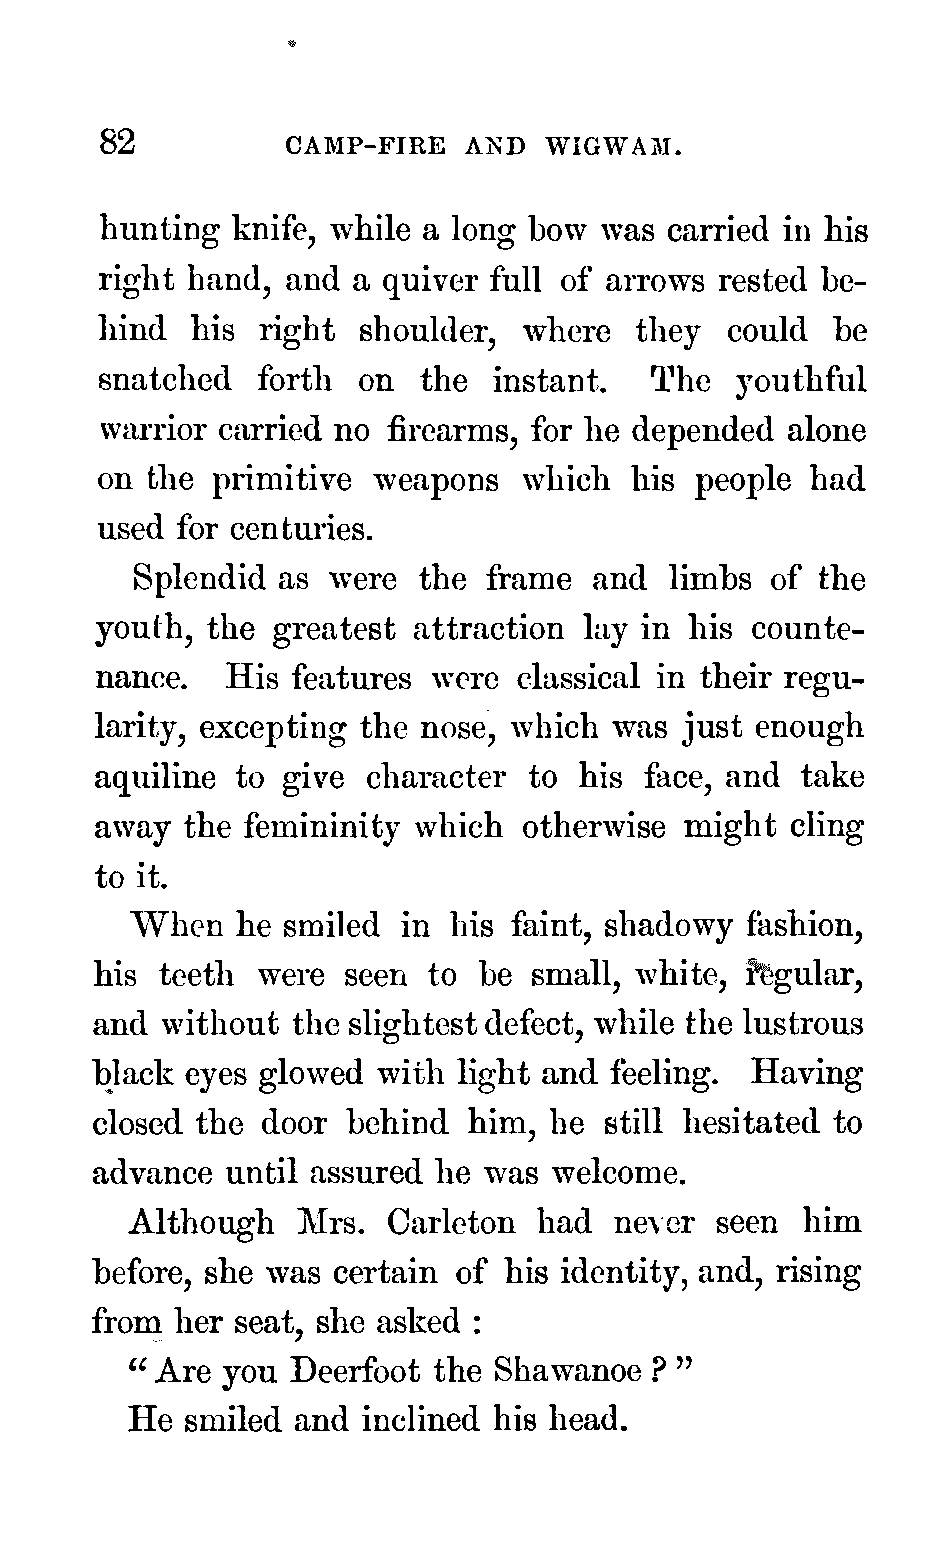 82 CAMP-FIRE AND WIGWAM.
hunting knife, while a long bow was carried in his
right hand, and a quiver full of arrows rested be-
hind his right shoulder, where they could be
snatched forth on the instant. The youthful
warrior carried no firearms, for he depended alone
on the primitive weapons which his people had
used for centuries.
Splendid as were the frame and limbs of the
youth, the greatest attraction lay in his counte-
nance. His features were classical in their regu-
larity, excepting the nose, which was just enough
aquiline to give character to his face, and take
away the femininity which otherwise might cling
to it.
When he smiled in his faint, shadowy fashion,
his teeth were seen to be small, white, regular,
and without the slightest defect, while the lustrous
black eyes glowed with light and feeling. Having
closed the door behind him, he still hesitated to
advance until assured he was welcome.
Although Mrs. Carleton had never seen him
before, she was certain of his identity, and, rising
from her seat, she asked :
“ Are you Deerfoot the Shawanoe ? ”
He smiled and inclined his head.